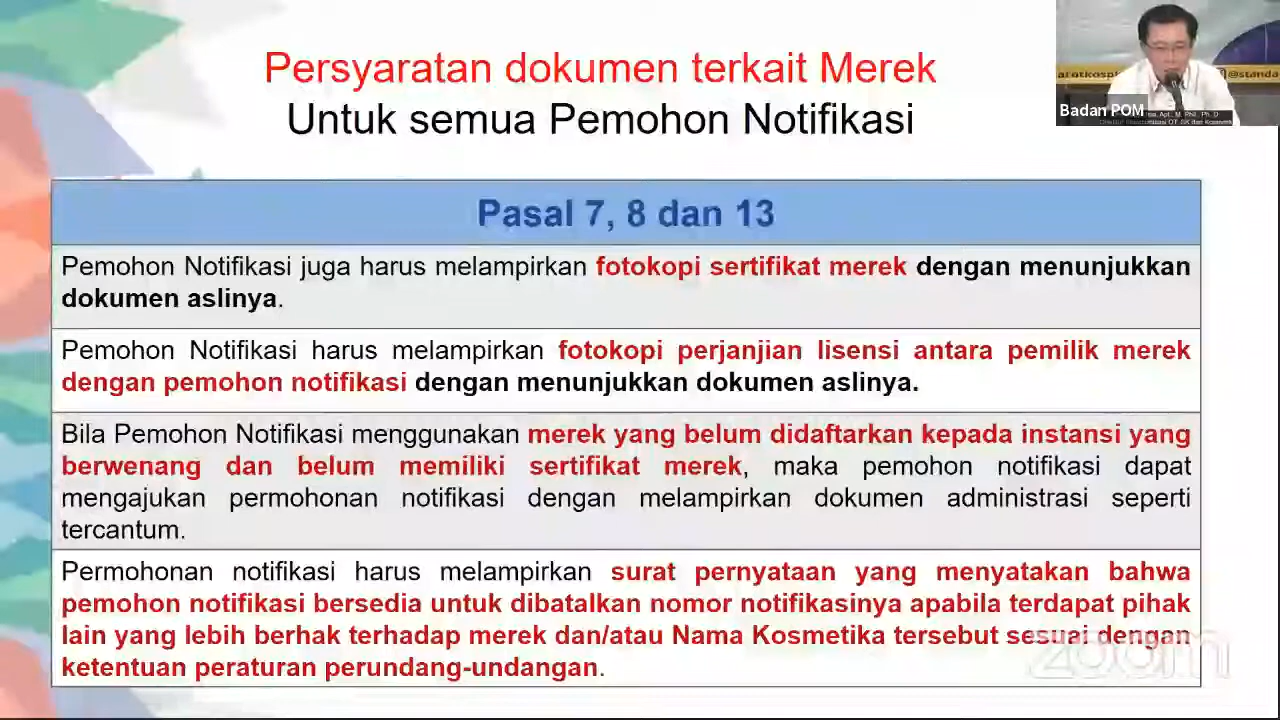 Persyaratan dokumen terkait Merek
Untuk semua Pemohon Notifikasi
@standa
Badan POM
Apt., M. Phil., Ph. D
Pasal 7, 8 dan 13
Pemohon Notifikasi juga harus melampirkan fotokopi sertifikat merek dengan menunjukkan
dokumen aslinya.
Pemohon Notifikasi harus melampirkan fotokopi perjanjian lisensi antara pemilik merek
dengan pemohon notifikasi dengan menunjukkan dokumen aslinya.
Bila Pemohon Notifikasi menggunakan merek yang belum didaftarkan kepada instansi yang
berwenang dan belum memiliki sertifikat merek, maka pemohon notifikasi dapat
mengajukan permohonan notifikasi dengan melampirkan dokumen administrasi seperti
tercantum.
Permohonan notifikasi harus melampirkan surat pernyataan yang menyatakan bahwa
pemohon notifikasi bersedia untuk dibatalkan nomor notifikasinya apabila terdapat pihak
lain yang lebih berhak terhadap merek dan/atau Nama Kosmetika tersebut sesuai dengan
ketentuan peraturan perundang-undangan.
zoom